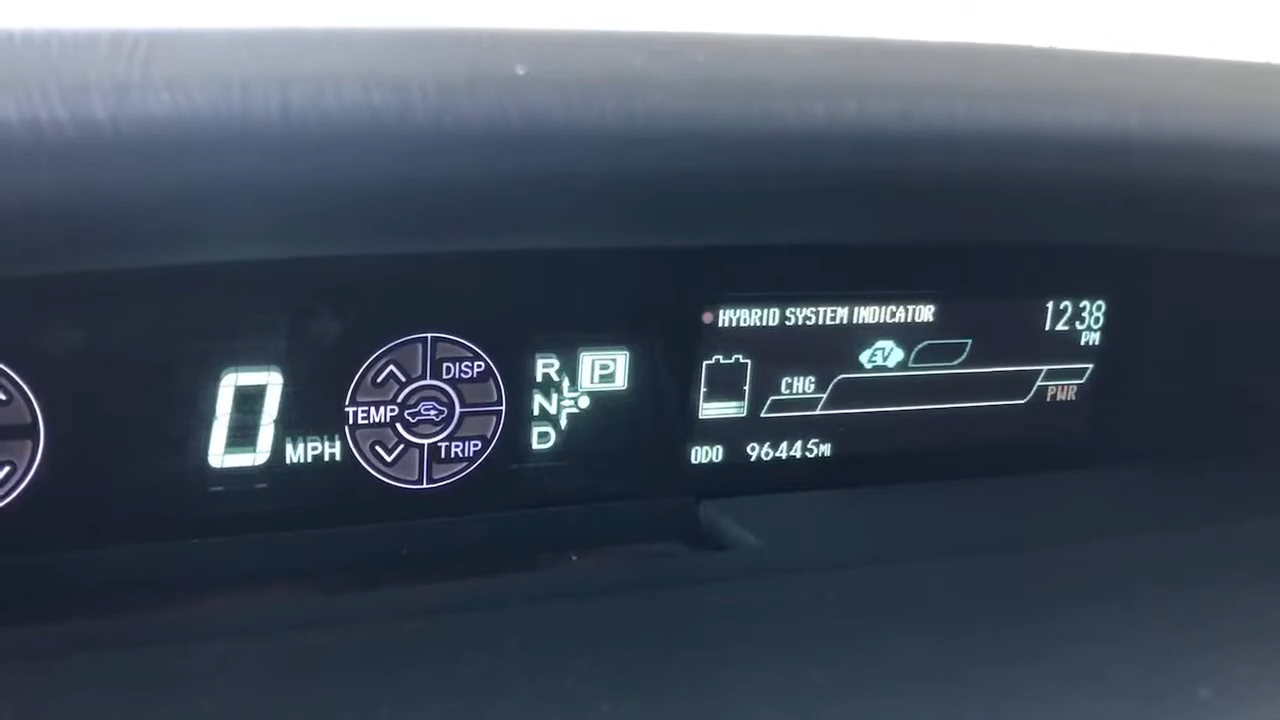 0 MPH
DISP
TEMP
TRIP
R P
N
D
HYBRID SYSTEM INDICATOR
12:38
PM
EV
CHG
PWR
ODO 96445MI